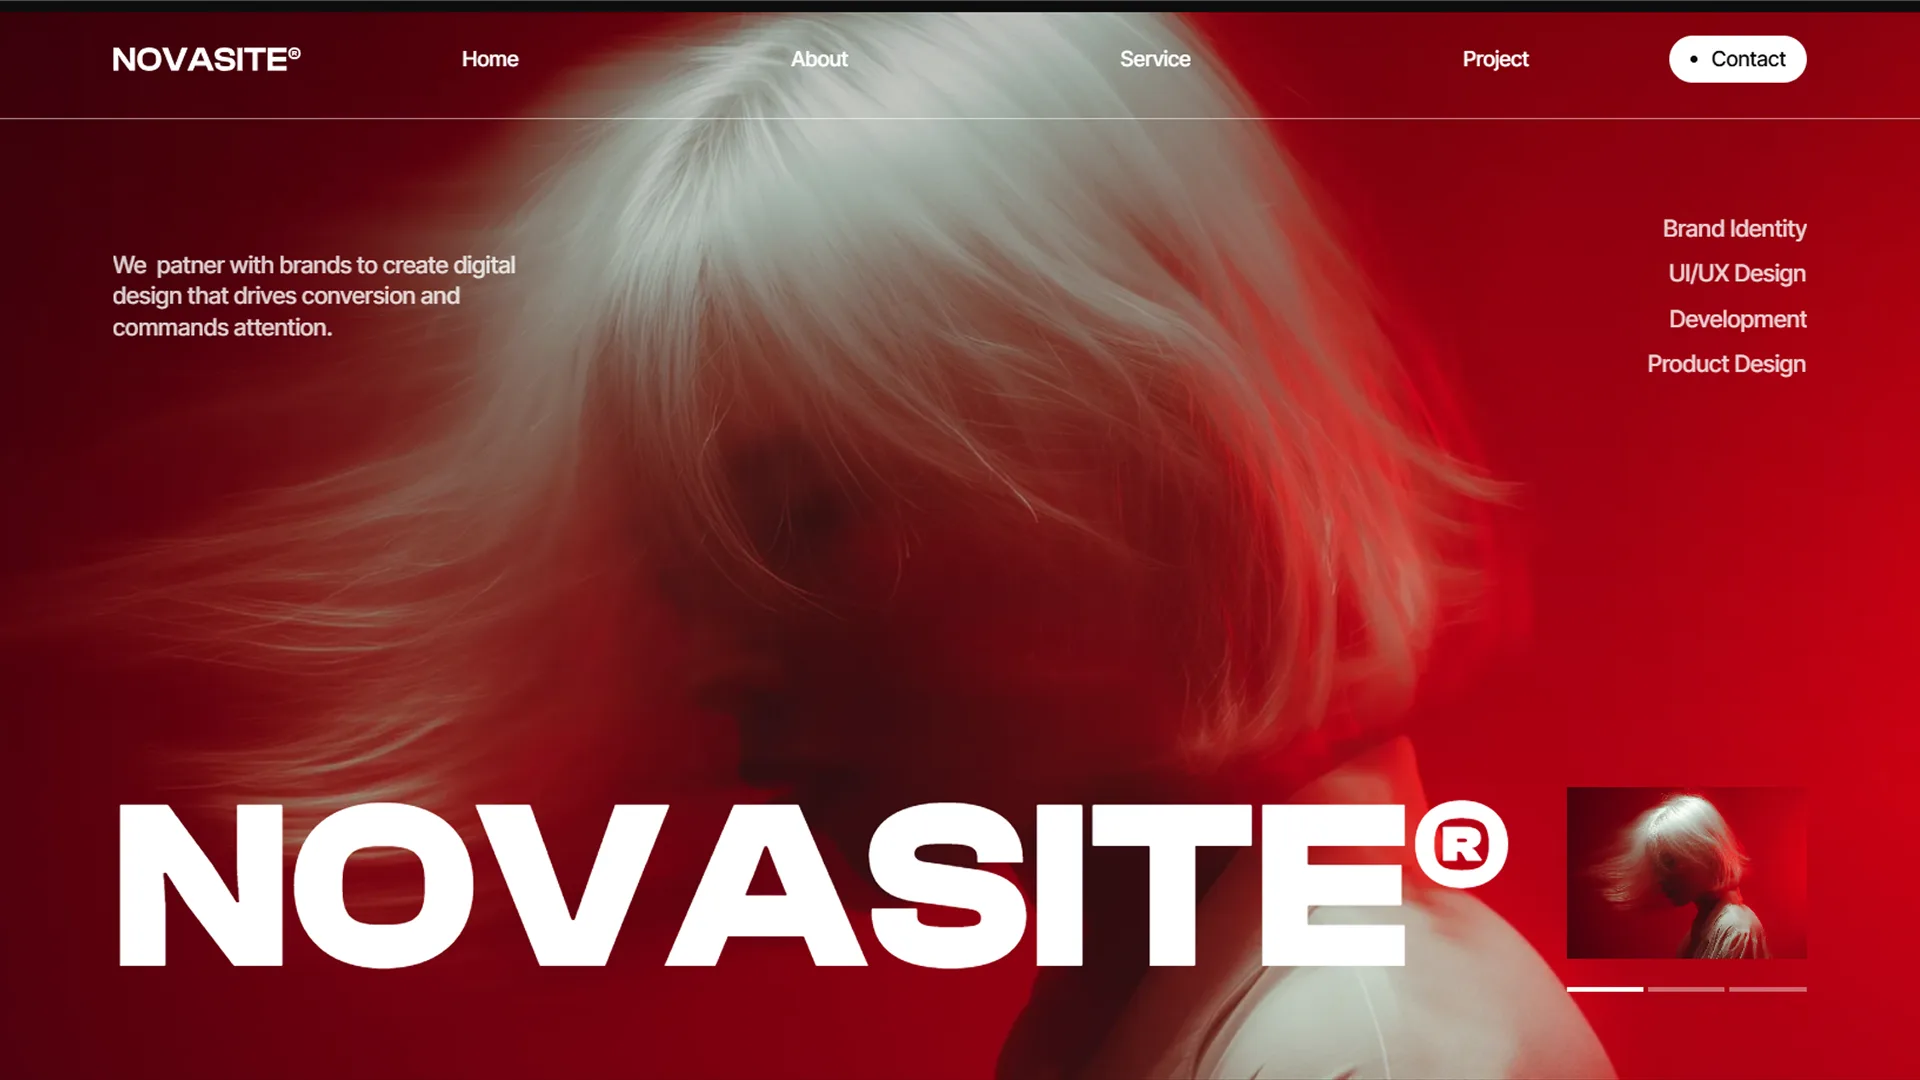 NOVASITE®
Home
About
Service
Project
• Contact
We  patner with brands to create digital
design that drives conversion and
commands attention.
Brand Identity
UI/UX Design
Development
Product Design
NOVASITE®